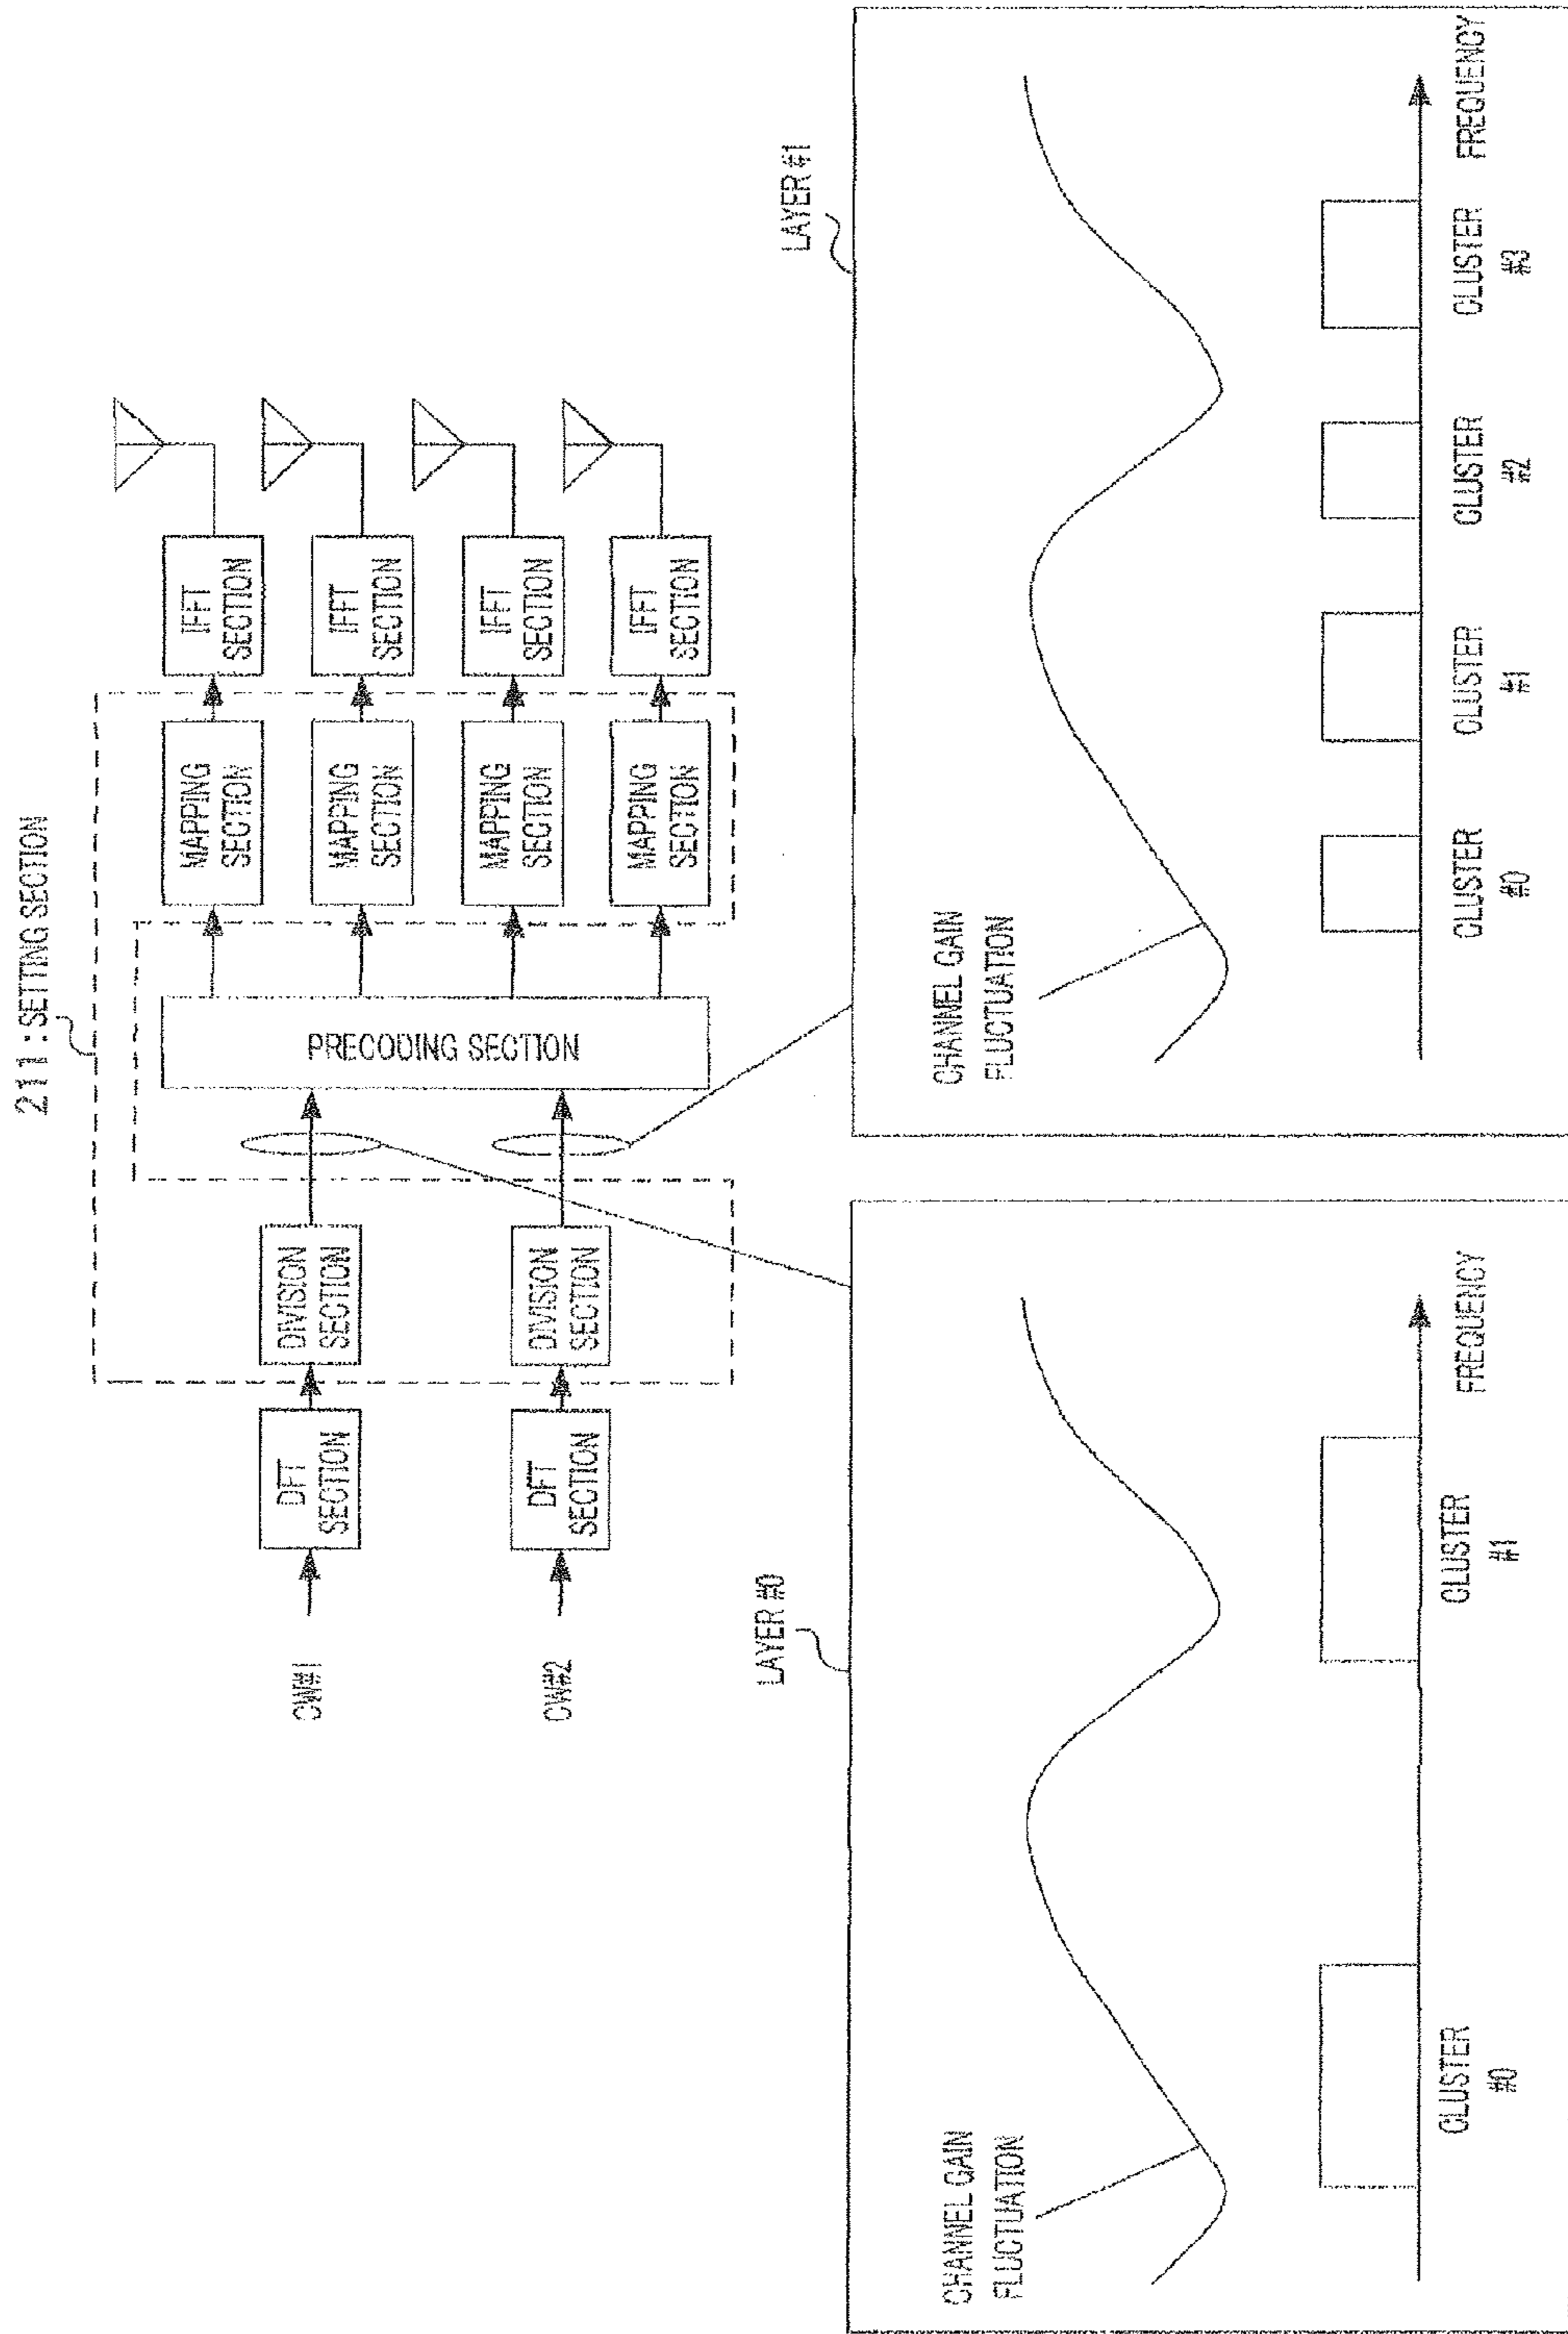 211 : SETTING SECTION
CW#1
DFT
SECTION
DIVISION
SECTION
CW#2
DFT
SECTION
DIVISION
SECTION
PRECODING SECTION
MAPPING
SECTION
IFFT
SECTION
MAPPING
SECTION
IFFT
SECTION
MAPPING
SECTION
IFFT
SECTION
MAPPING
SECTION
IFFT
SECTION
LAYER #0
CHANNEL GAIN
FLUCTUATION
FREQUENCY
CLUSTER
#0
CLUSTER
#1
LAYER #1
CHANNEL GAIN
FLUCTUATION
FREQUENCY
CLUSTER
#0
CLUSTER
#1
CLUSTER
#2
CLUSTER
#3